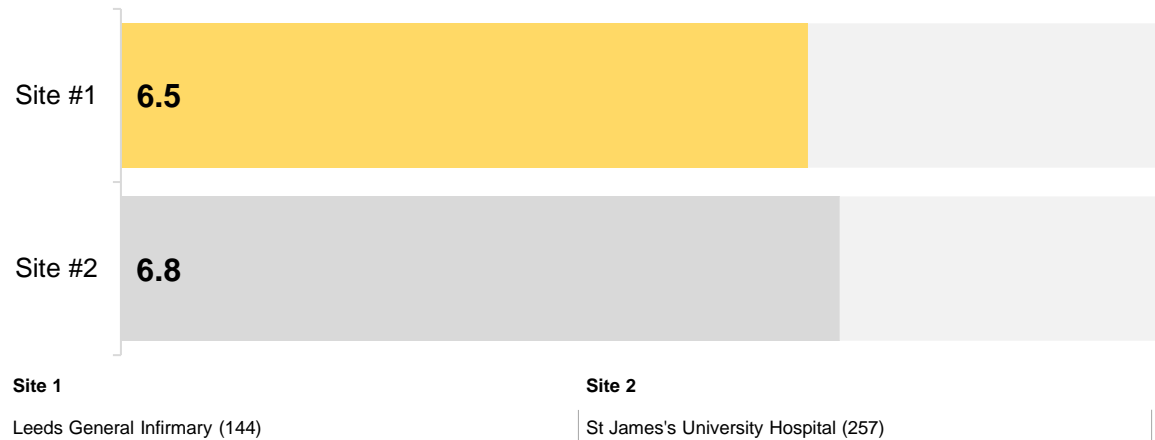 Site #1 6.5
Site #2 6.8
Site 1 Site 2
Leeds General Infirmary (144) St James's University Hospital (257)